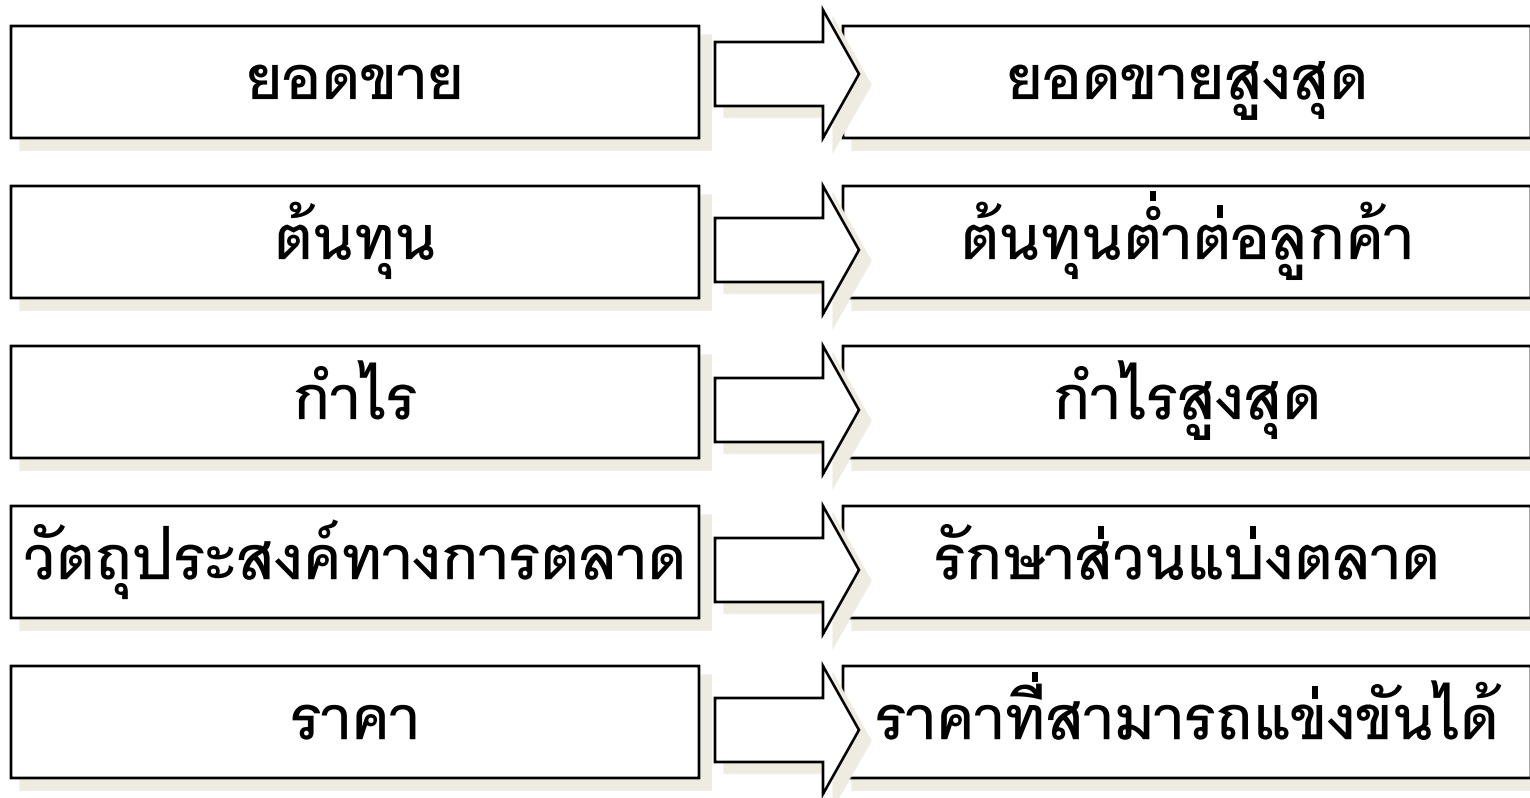 ยอดขาย
ยอดขายสูงสุด
ต้นทุน
ต้นทุนต่ำต่อลูกค้า
กำไร
กำไรสูงสุด
วัตถุประสงค์ทางการตลาด
รักษาส่วนแบ่งตลาด
ราคา
ราคาที่สามารถแข่งขันได้